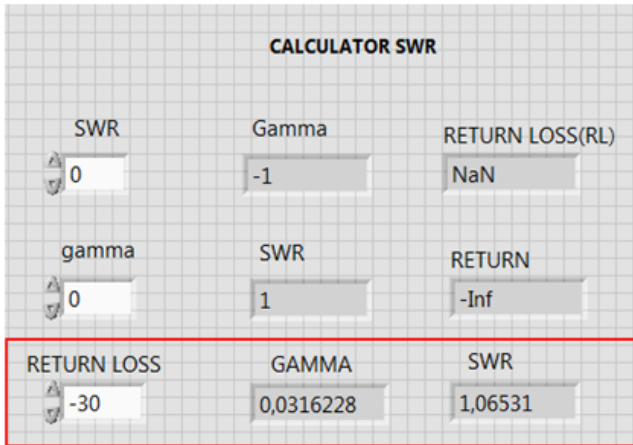 CALCULATOR SWR
SWR Gamma RETURN LOSS(RL)
0 -1 NaN
gamma SWR RETURN
0 1 -Inf
RETURN LOSS GAMMA SWR
-30 0,0316228 1,06531